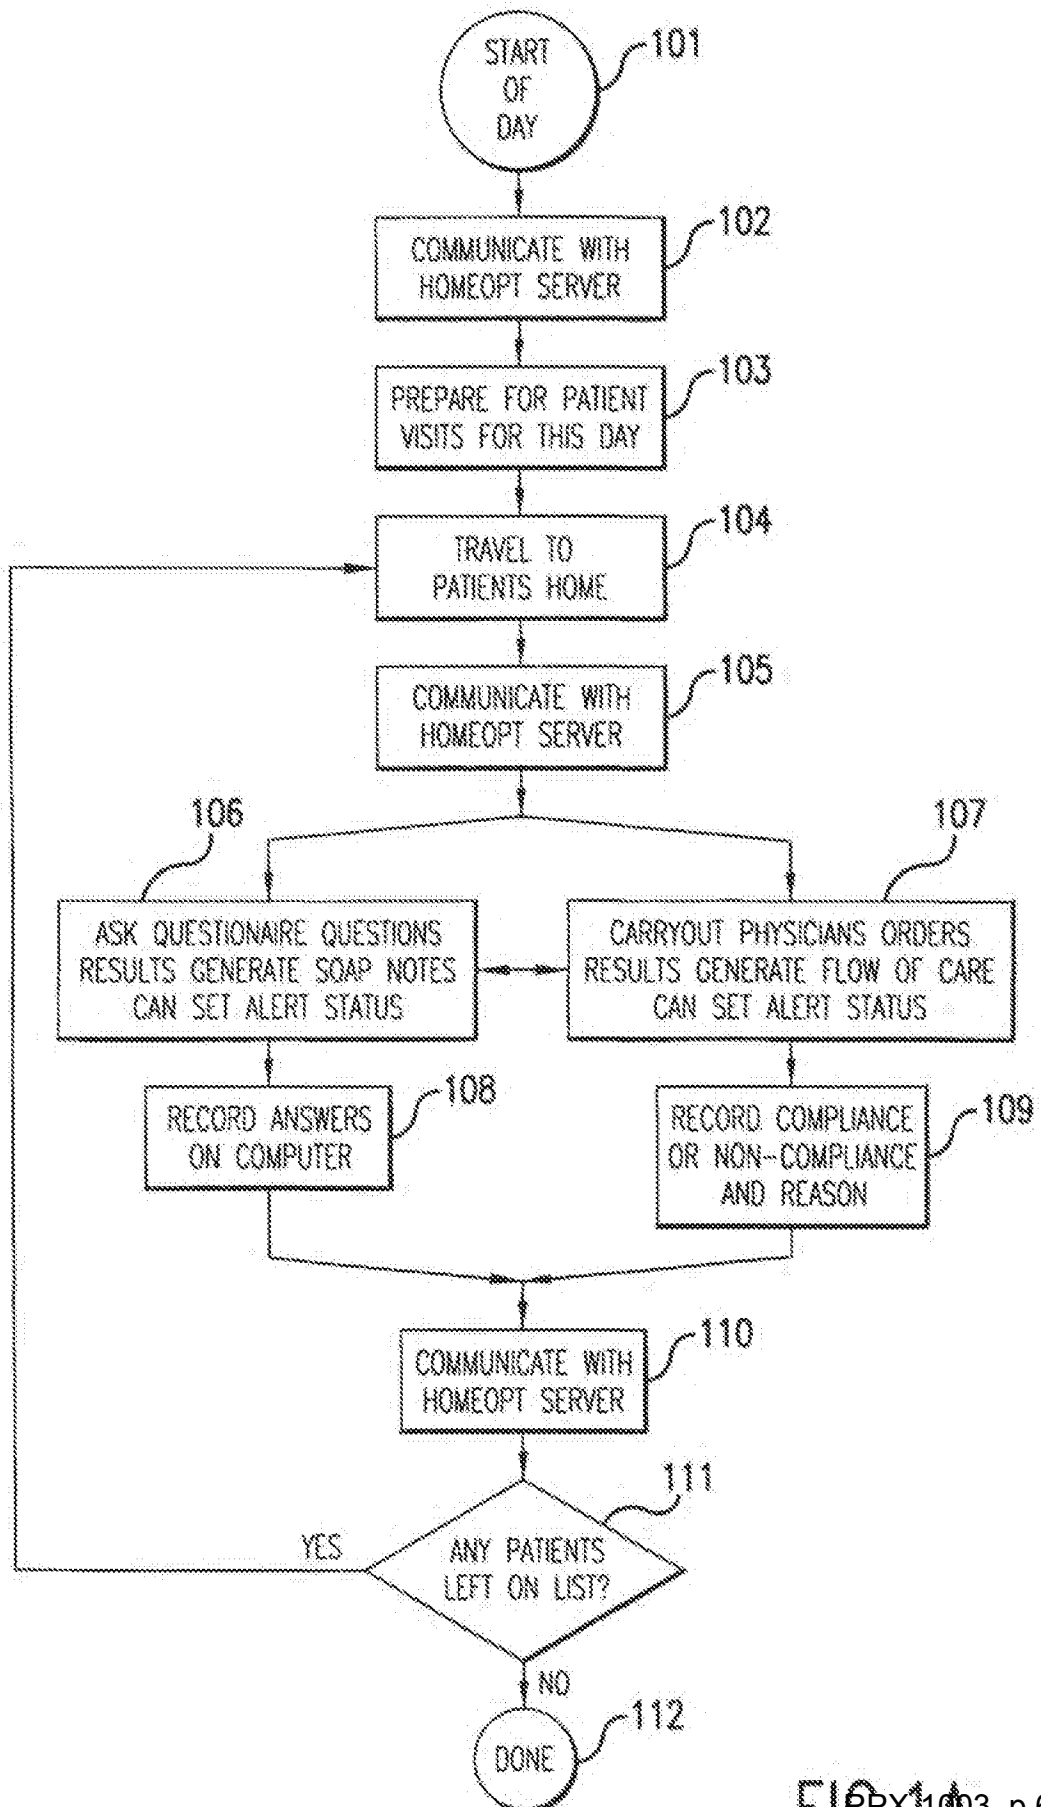 START
OF
DAY
101
COMMUNICATE WITH
HOMEOPT SERVER
102
PREPARE FOR PATIENT
VISITS FOR THIS DAY
103
TRAVEL TO
PATIENTS HOME
104
COMMUNICATE WITH
HOMEOPT SERVER
105
106
ASK QUESTIONAIRE QUESTIONS
RESULTS GENERATE SOAP NOTES
CAN SET ALERT STATUS
107
CARRYOUT PHYSICIANS ORDERS
RESULTS GENERATE FLOW OF CARE
CAN SET ALERT STATUS
RECORD ANSWERS
ON COMPUTER
108
RECORD COMPLIANCE
OR NON-COMPLIANCE
AND REASON
109
COMMUNICATE WITH
HOMEOPT SERVER
110
111
ANY PATIENTS
LEFT ON LIST?
YES
NO
DONE
112
FIG. 1A
1003, p.6